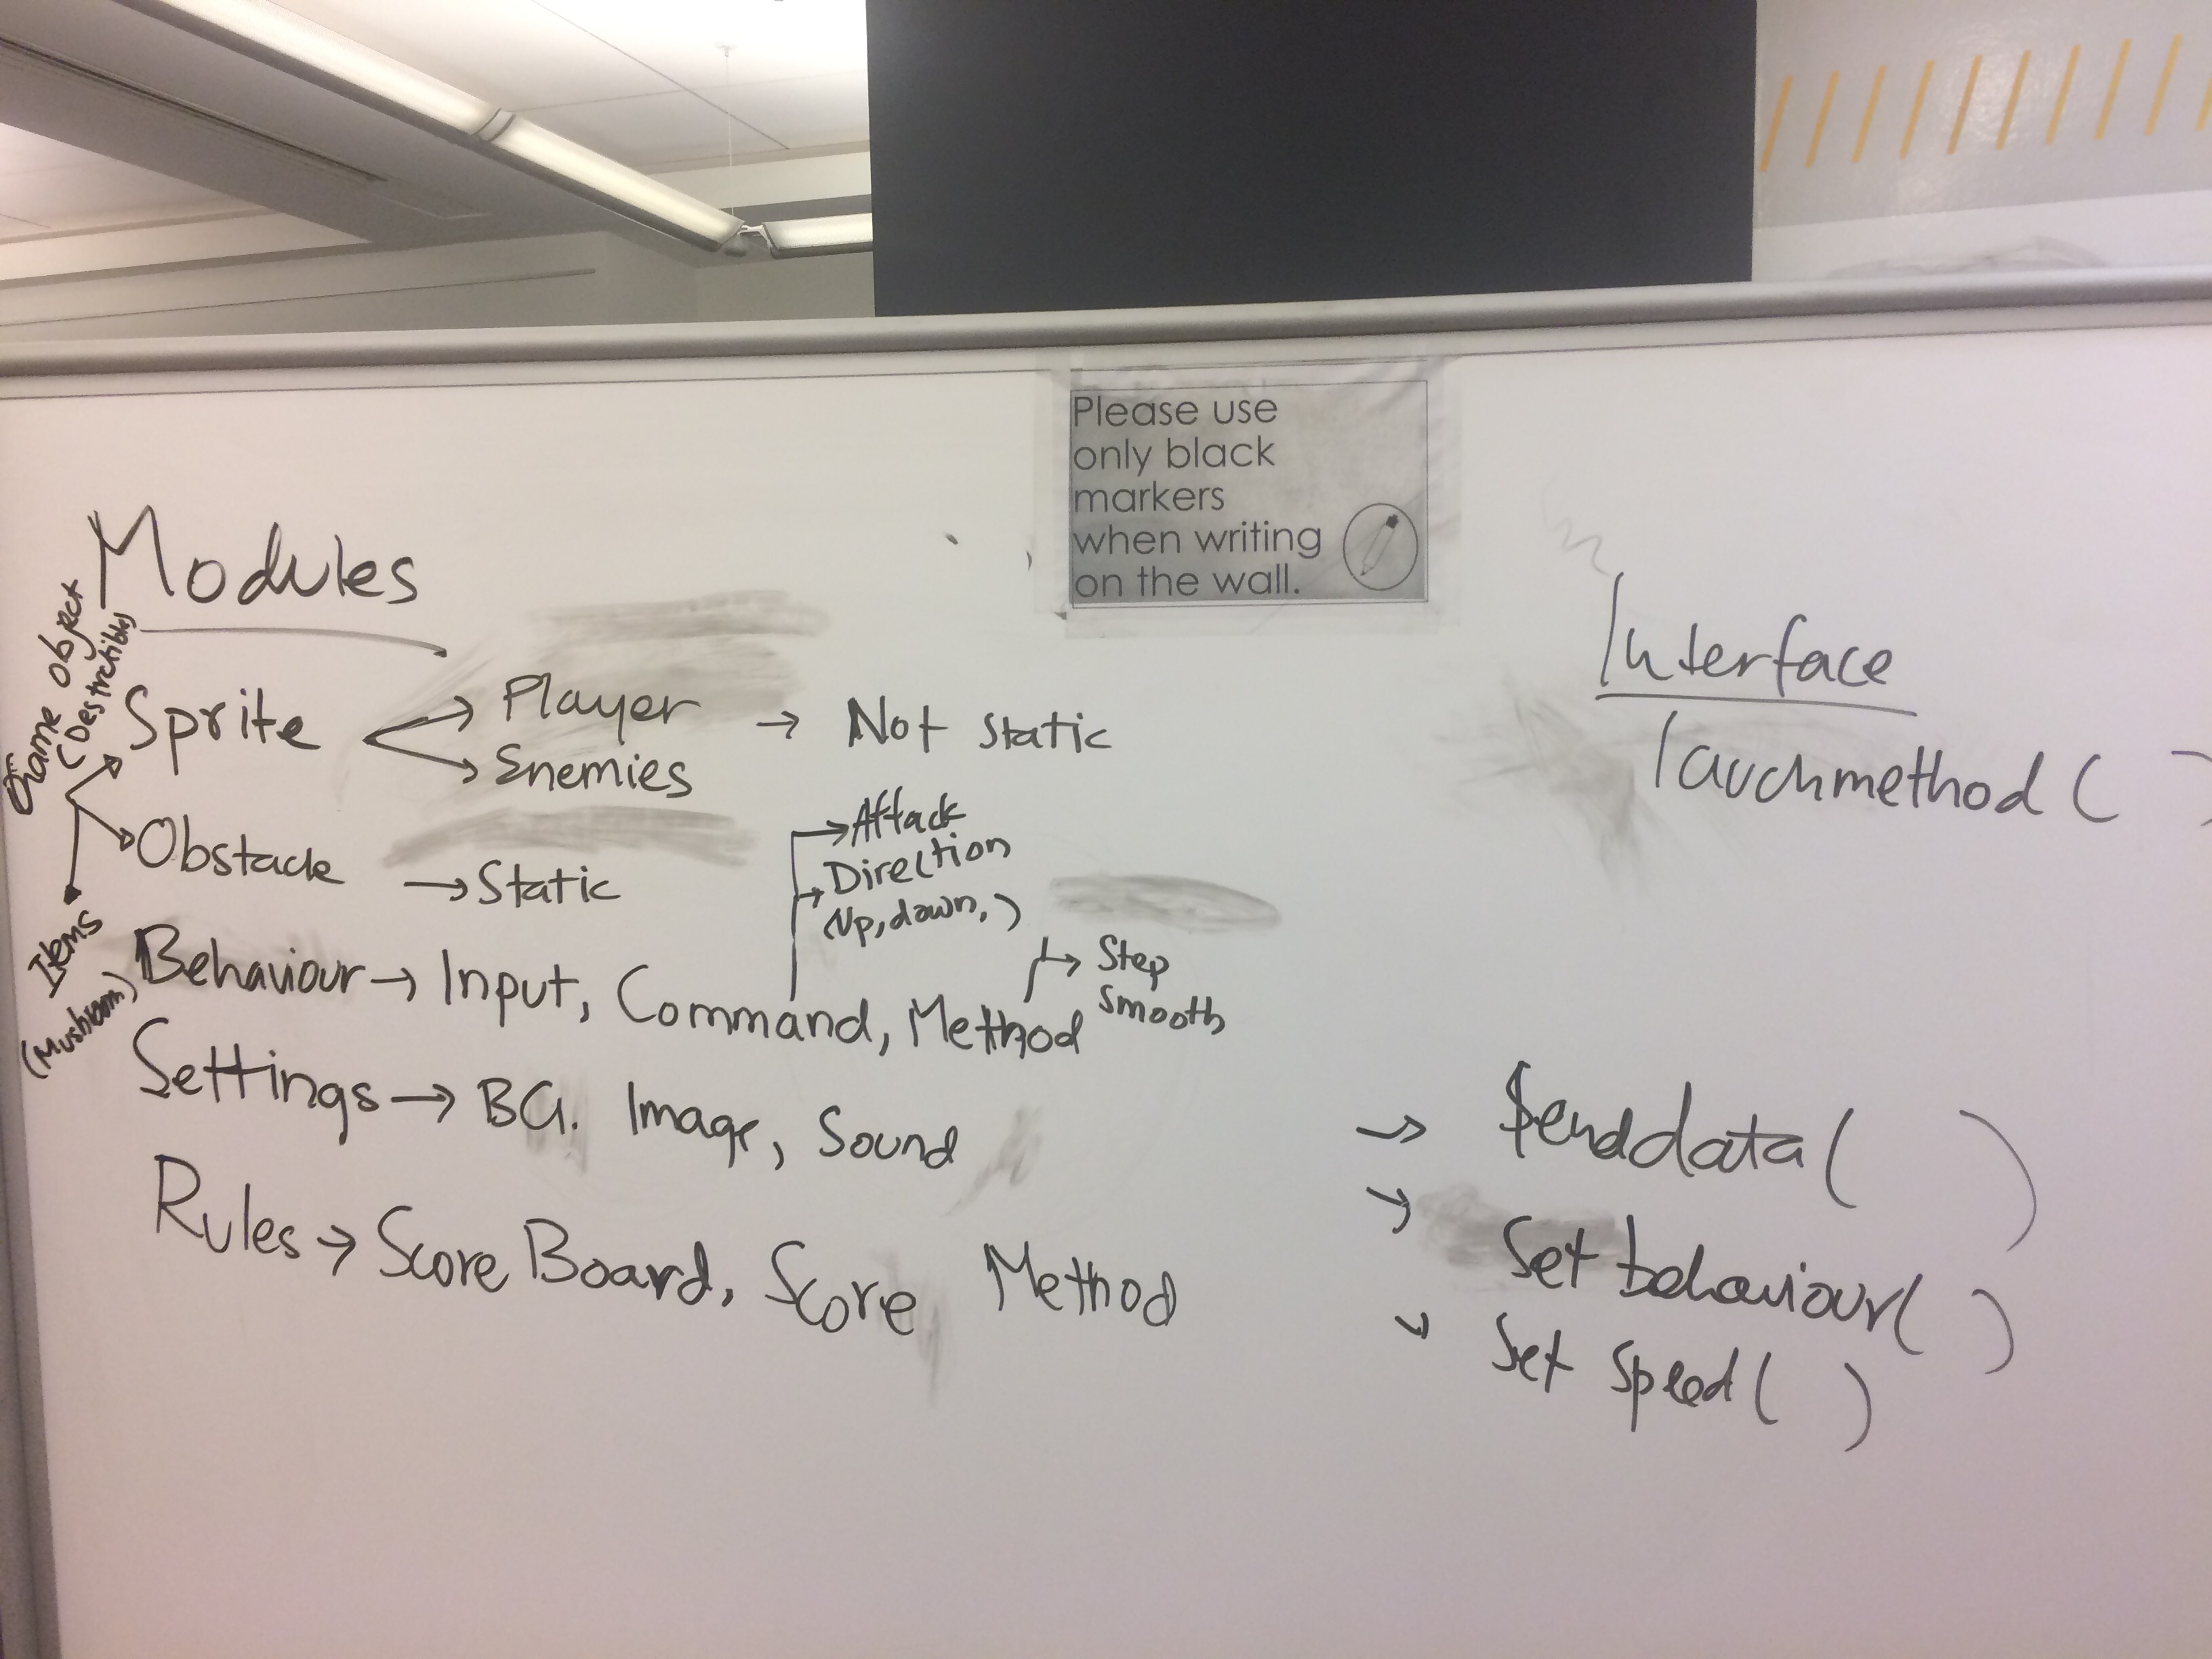 Please use
only black
markers
when writing
on the wall.
Modules
Game Object
(Destructible)
Sprite → Player → Not static
→ Enemies
Obstacle → Static
Items
(Mushroom)
→ Attack
→ Direction
(Up, down, )
Behaviour → Input, Command, Method
→ Step
smooth
Settings → BG. Image, Sound
Rules → Score Board, Score Method
Interface
lauchmethod ( )
→ Senddata ( )
→ Set behaviour ( )
→ Set speed ( )